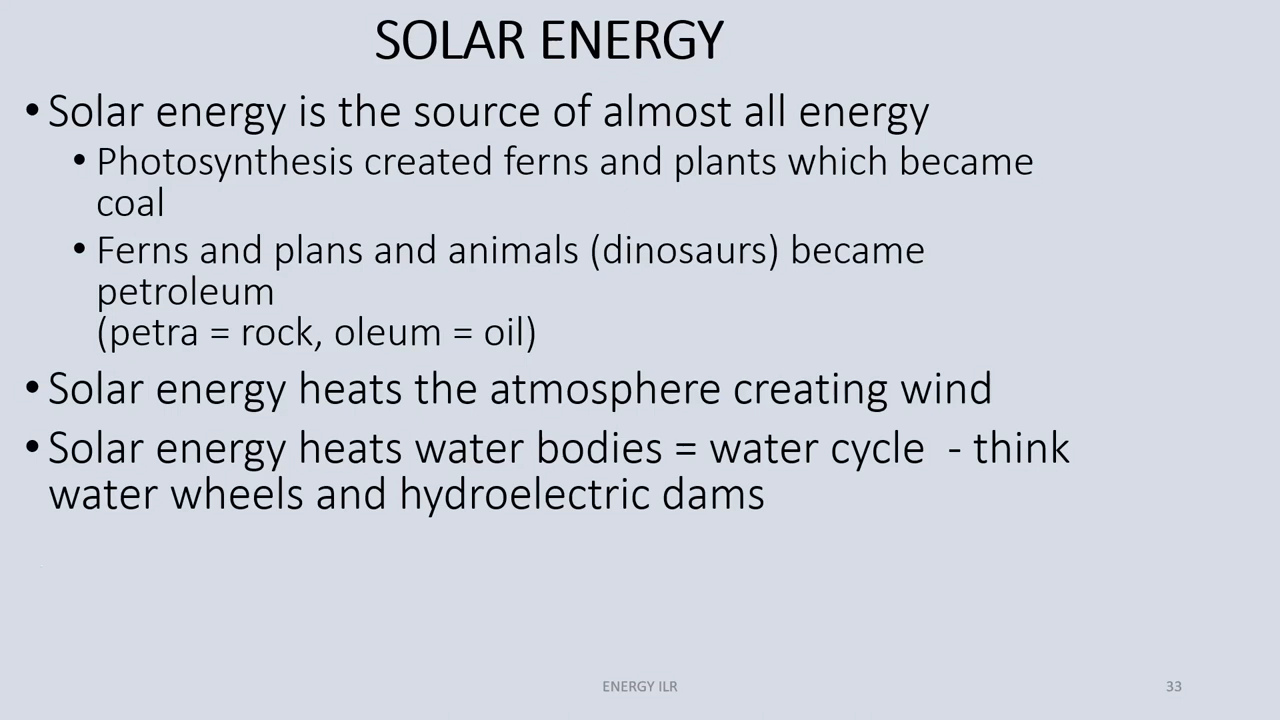 SOLAR ENERGY
• Solar energy is the source of almost all energy
• Photosynthesis created ferns and plants which became
coal
• Ferns and plans and animals (dinosaurs) became
petroleum
(petra = rock, oleum = oil)
• Solar energy heats the atmosphere creating wind
• Solar energy heats water bodies = water cycle  - think
water wheels and hydroelectric dams
ENERGY ILR
33